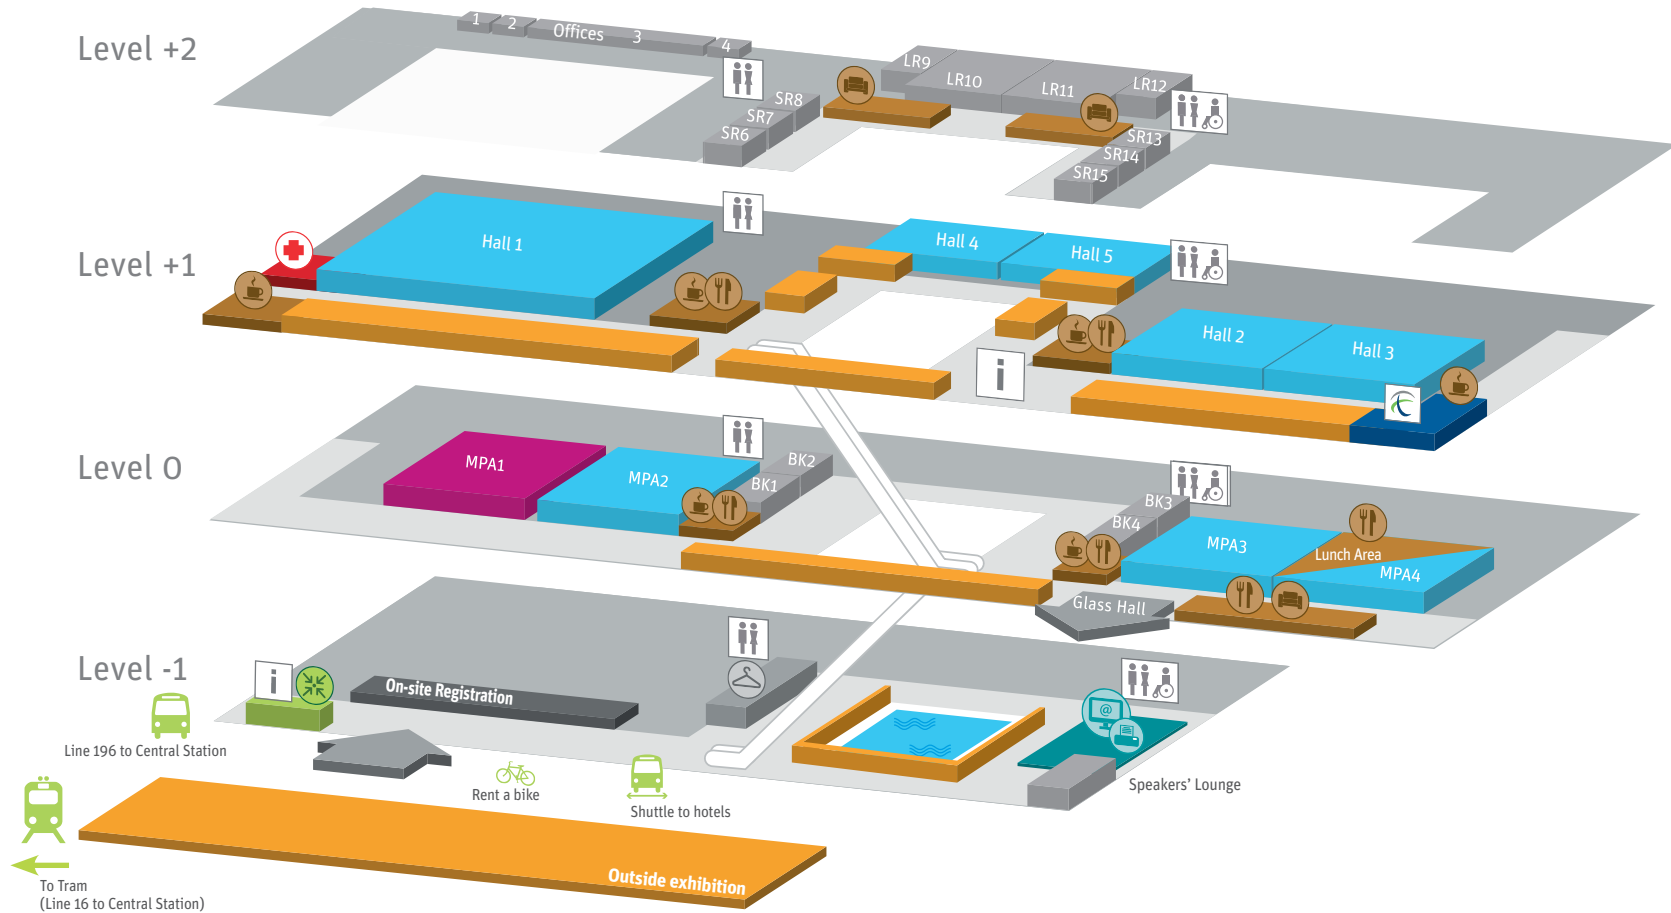 Level +2
1
2
Offices
3
4
LR9
LR10
LR11
LR12
SR8
SR7
SR6
SR13
SR14
SR15
Level +1
Hall 1
Hall 4
Hall 5
Hall 2
Hall 3
i
Level 0
MPA1
MPA2
BK2
BK1
BK3
BK4
MPA3
Lunch Area
MPA4
Glass Hall
Level -1
i
On-site Registration
@
Line 196 to Central Station
Rent a bike
Shuttle to hotels
Speakers' Lounge
Outside exhibition
To Tram
(Line 16 to Central Station)